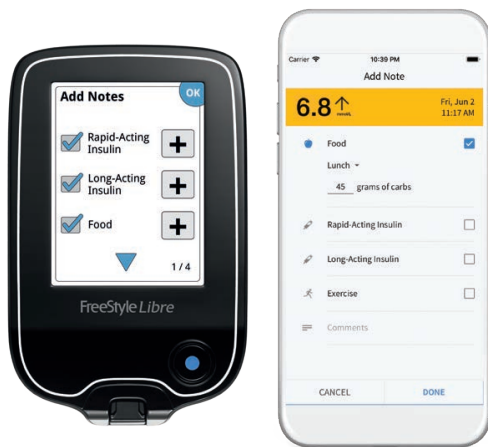 Add Notes
OK
Rapid-Acting
Insulin
+
Long-Acting
Insulin
+
Food
+
1 / 4
FreeStyle Libre
Carrier
10:39 PM
Add Note
6.8
Fri, Jun 2
11:17 AM
Food
Lunch
45 grams of carbs
Rapid-Acting Insulin
Long-Acting Insulin
Exercise
Comments
CANCEL
DONE